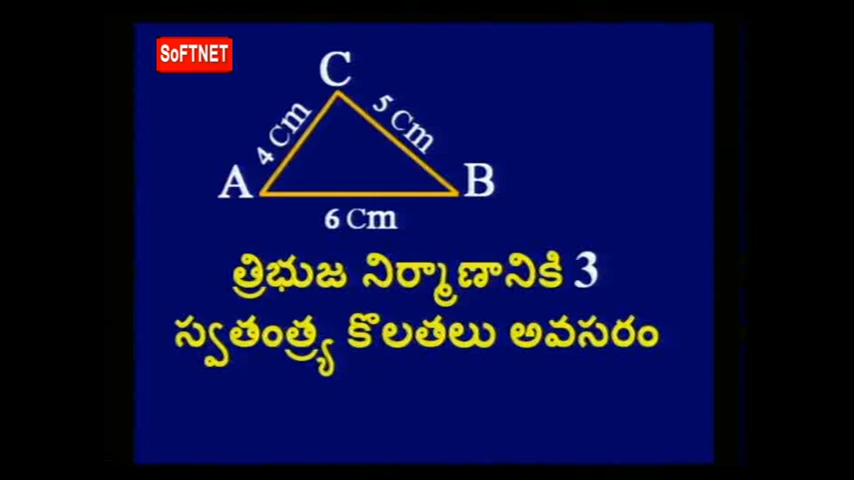 SoFTNET
C
4 Cm
5 Cm
A
B
6 Cm
త్రిభుజ నిర్మాణానికి 3
స్వతంత్ర్య కొలతలు అవసరం